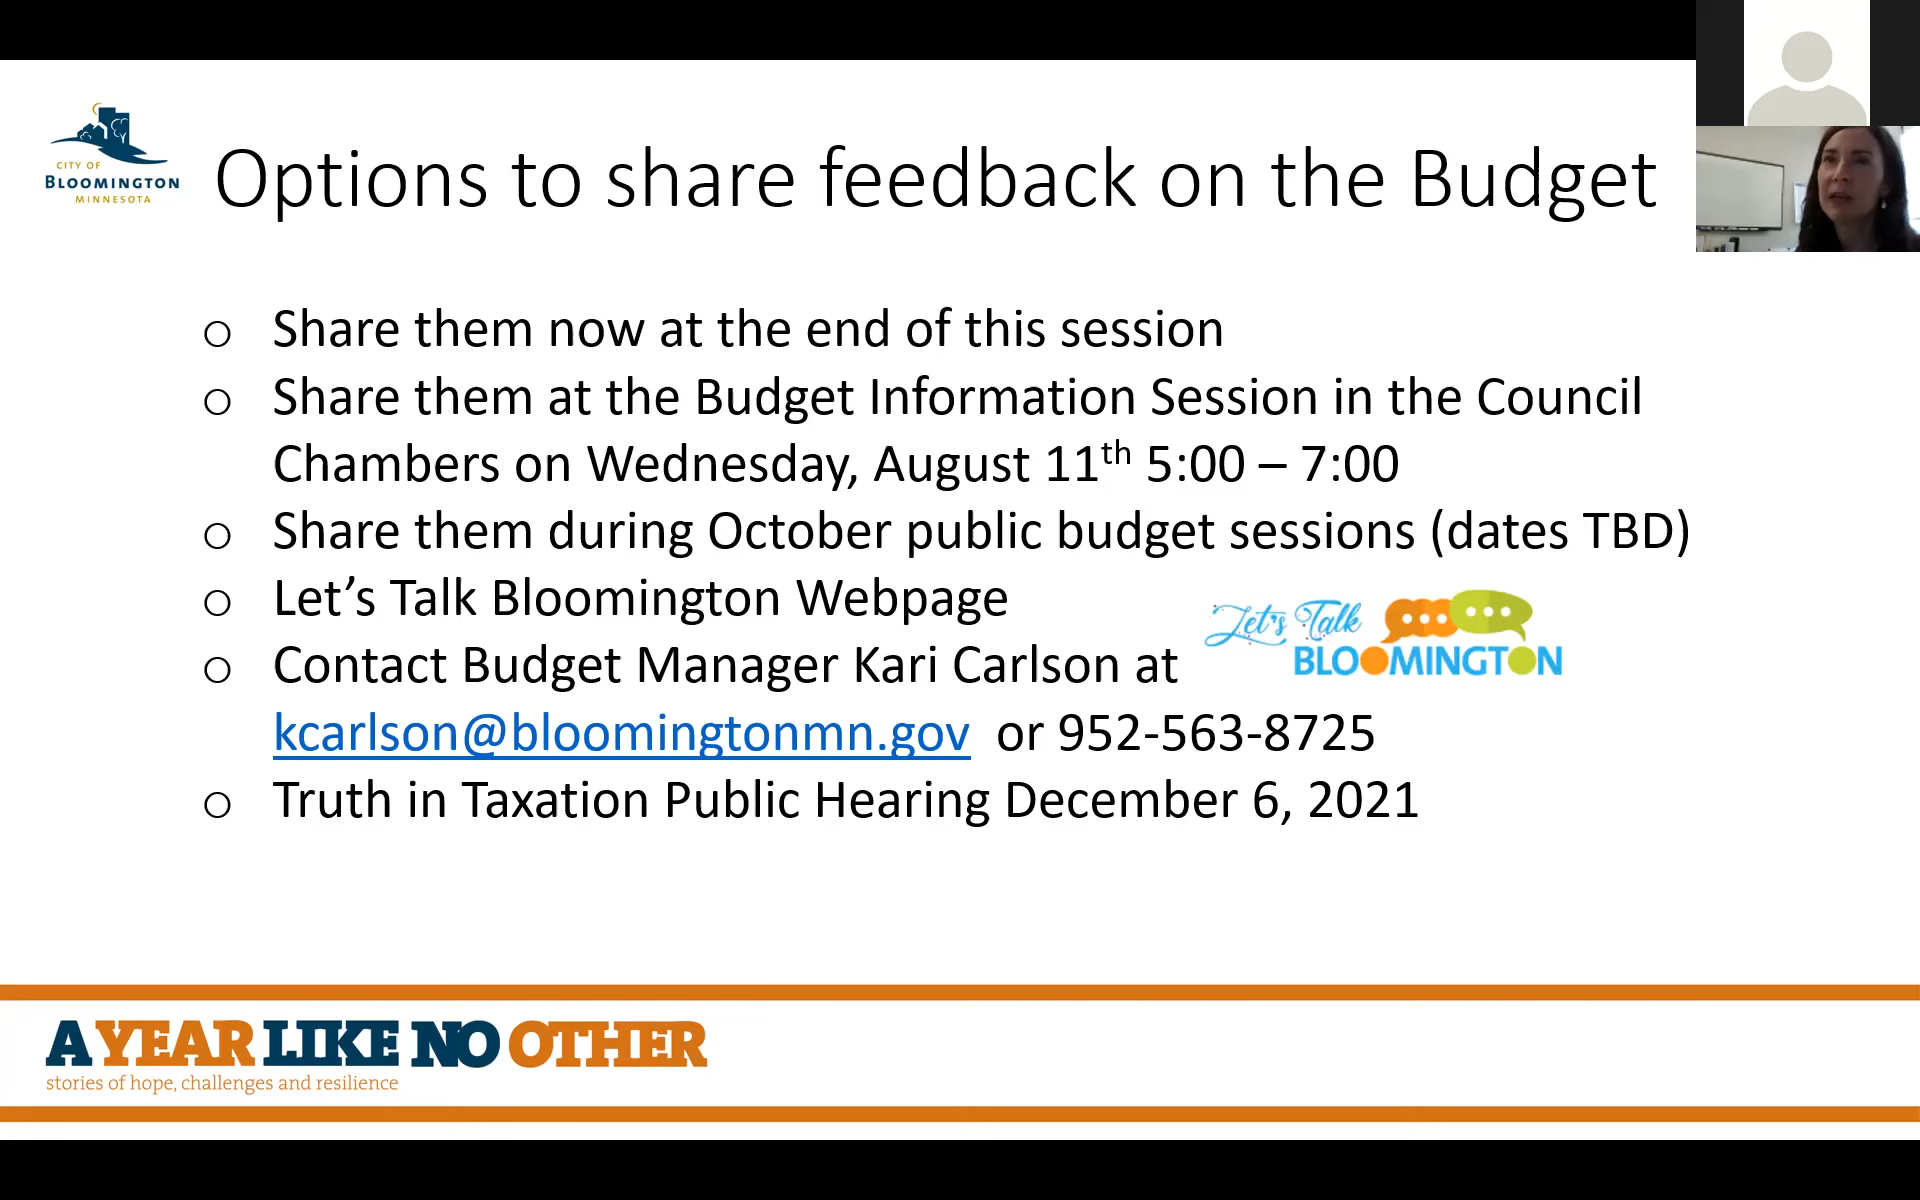 CITY OF
BLOOMINGTON
MINNESOTA
Options to share feedback on the Budget
o Share them now at the end of this session
o Share them at the Budget Information Session in the Council
Chambers on Wednesday, August 11th 5:00 – 7:00
o Share them during October public budget sessions (dates TBD)
o Let’s Talk Bloomington Webpage
Let's Talk
BLOOMINGTON
o Contact Budget Manager Kari Carlson at
kcarlson@bloomingtonmn.gov or 952-563-8725
o Truth in Taxation Public Hearing December 6, 2021
A YEAR LIKE NO OTHER
stories of hope, challenges and resilience